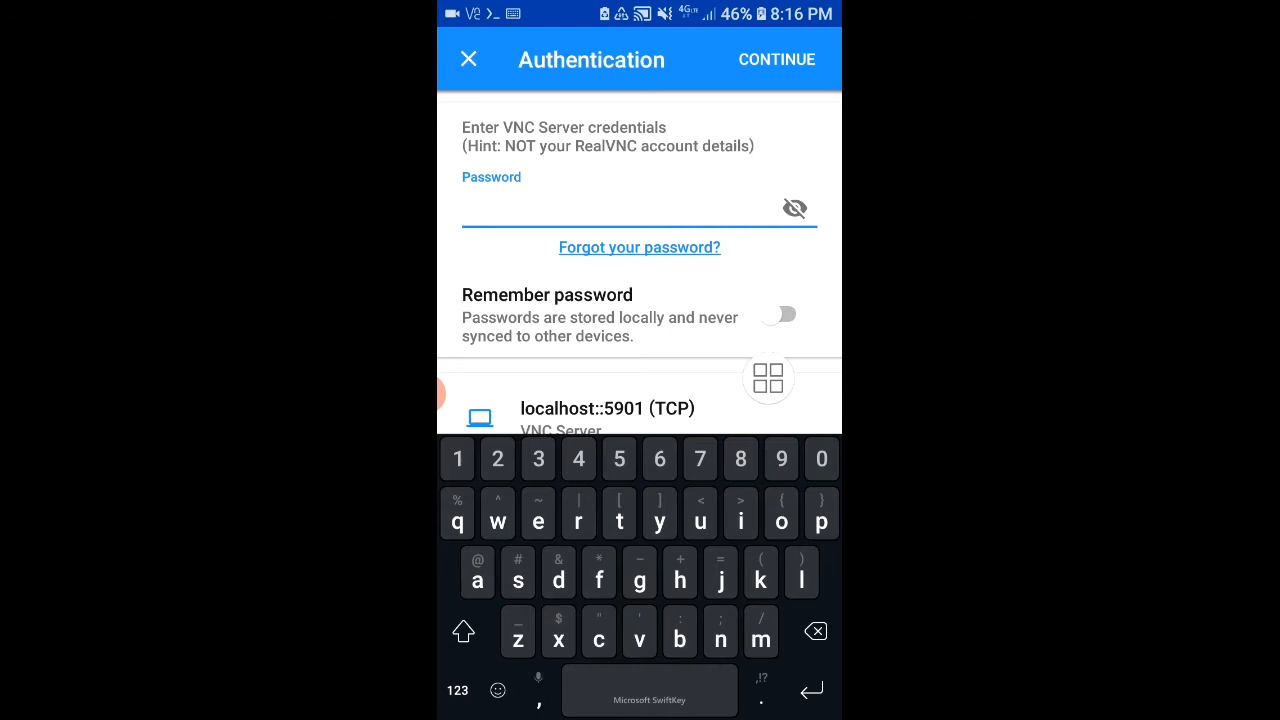 46% 8:16 PM
Authentication CONTINUE
Enter VNC Server credentials
(Hint: NOT your RealVNC account details)
Password
Forgot your password?
Remember password
Passwords are stored locally and never
synced to other devices.
localhost::5901 (TCP)
VNC Server
1 2 3 4 5 6 7 8 9 0
% ^ ~ | [ ] < > { }
q w e r t y u i o p
@ # & * - + = ( )
a s d f g h j k l
_ $ " ' : ; /
z x c v b n m
,!?
123 , Microsoft SwiftKey .